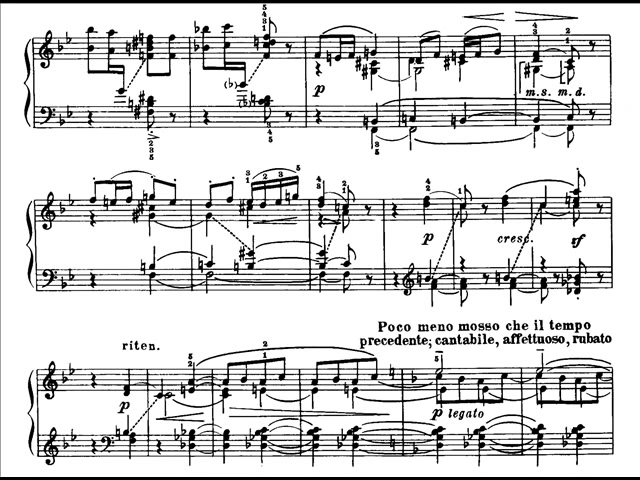 p
m.s. m.d.
p
cresc.
sf
Poco meno mosso che il tempo
riten.
precedente; cantabile, affettuoso, rubato
p
p legato